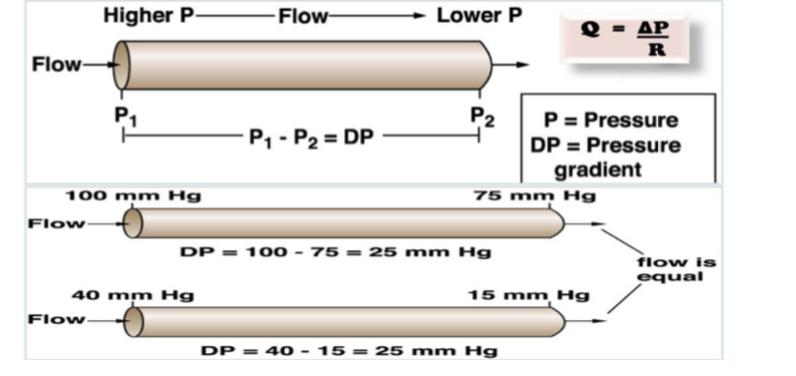 Higher P Flow Lower P
Q = ΔP
R
Flow
P₁ P₂
P₁ - P₂ = DP
P = Pressure
DP = Pressure
gradient
100 mm Hg 75 mm Hg
Flow
DP = 100 - 75 = 25 mm Hg
flow is
equal
40 mm Hg 15 mm Hg
Flow
DP = 40 - 15 = 25 mm Hg